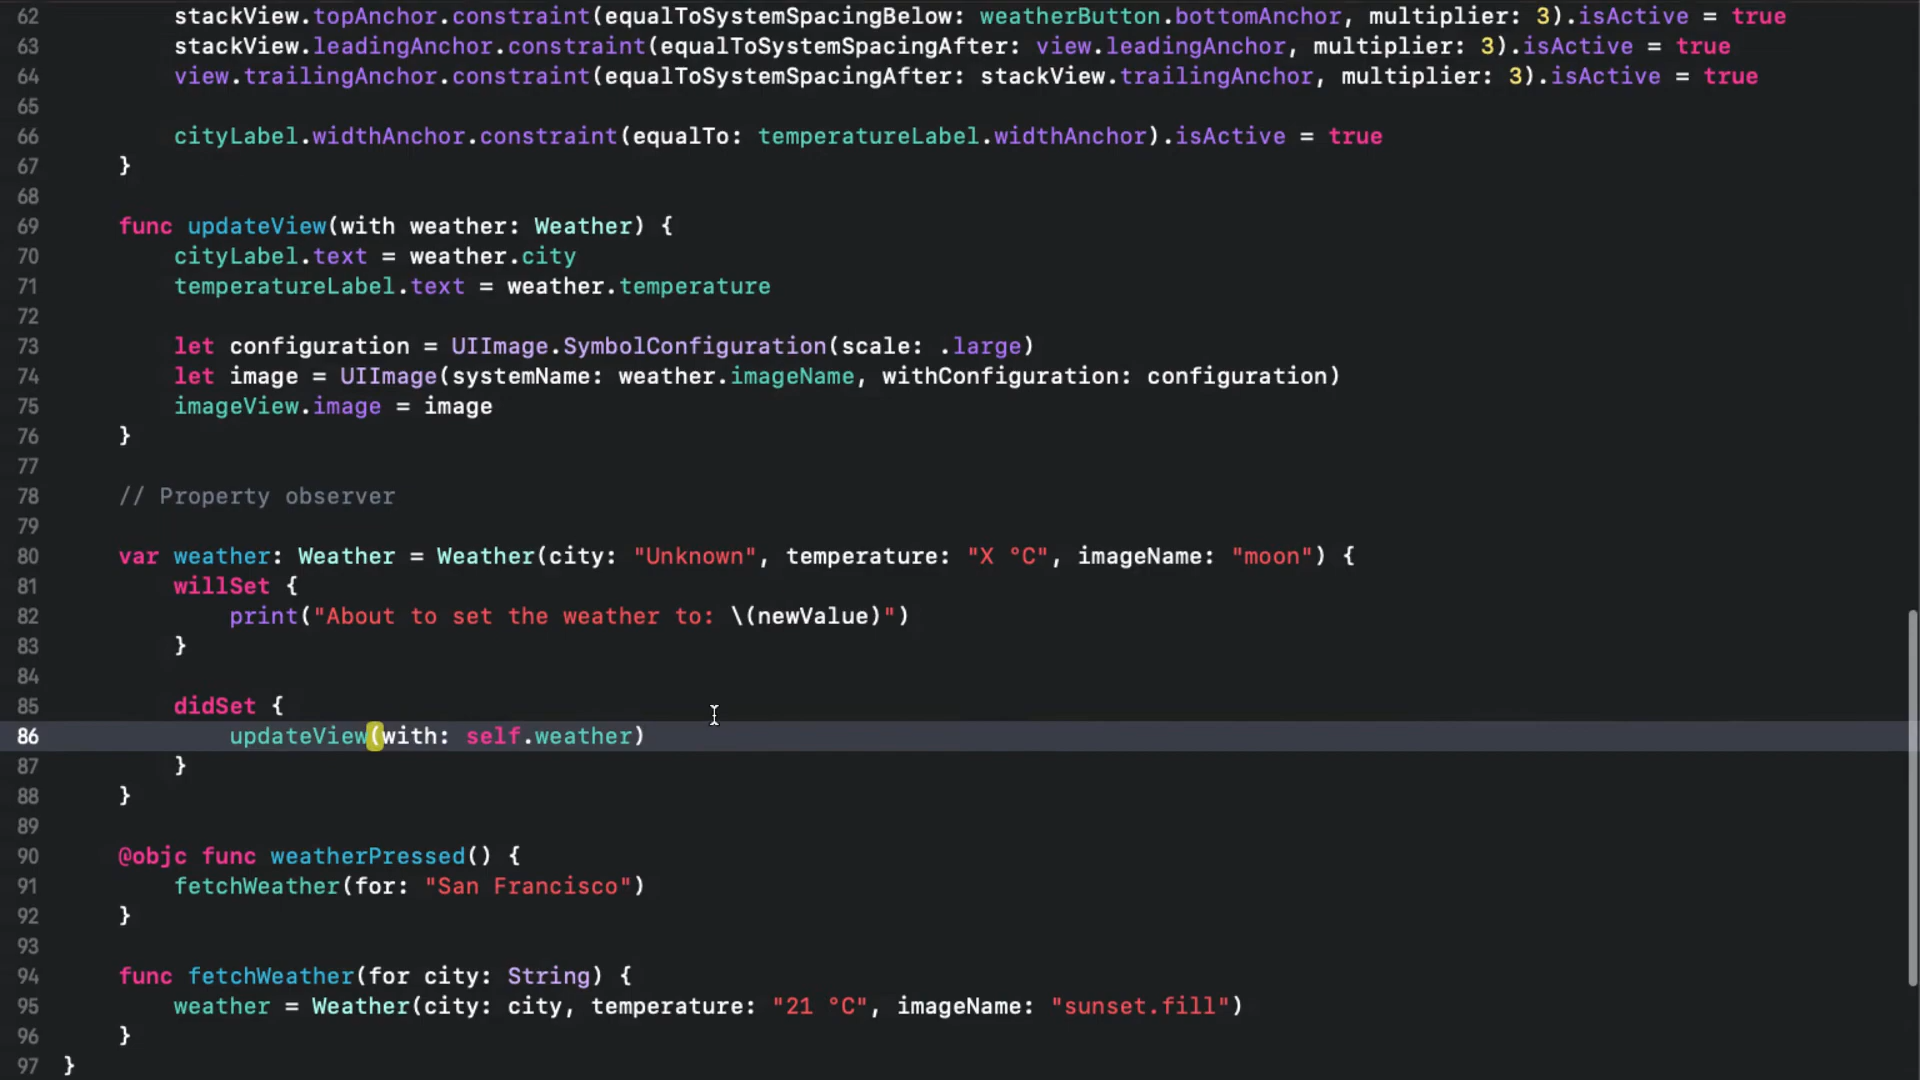 62 stackView.topAnchor.constraint(equalToSystemSpacingBelow: weatherButton.bottomAnchor, multiplier: 3).isActive = true
63 stackView.leadingAnchor.constraint(equalToSystemSpacingAfter: view.leadingAnchor, multiplier: 3).isActive = true
64 view.trailingAnchor.constraint(equalToSystemSpacingAfter: stackView.trailingAnchor, multiplier: 3).isActive = true
65
66 cityLabel.widthAnchor.constraint(equalTo: temperatureLabel.widthAnchor).isActive = true
67 }
68
69 func updateView(with weather: Weather) {
70 cityLabel.text = weather.city
71 temperatureLabel.text = weather.temperature
72
73 let configuration = UIImage.SymbolConfiguration(scale: .large)
74 let image = UIImage(systemName: weather.imageName, withConfiguration: configuration)
75 imageView.image = image
76 }
77
78 // Property observer
79
80 var weather: Weather = Weather(city: "Unknown", temperature: "X °C", imageName: "moon") {
81 willSet {
82 print("About to set the weather to: \(newValue)")
83 }
84
85 didSet {
86 updateView(with: self.weather)
87 }
88 }
89
90 @objc func weatherPressed() {
91 fetchWeather(for: "San Francisco")
92 }
93
94 func fetchWeather(for city: String) {
95 weather = Weather(city: city, temperature: "21 °C", imageName: "sunset.fill")
96 }
97 }